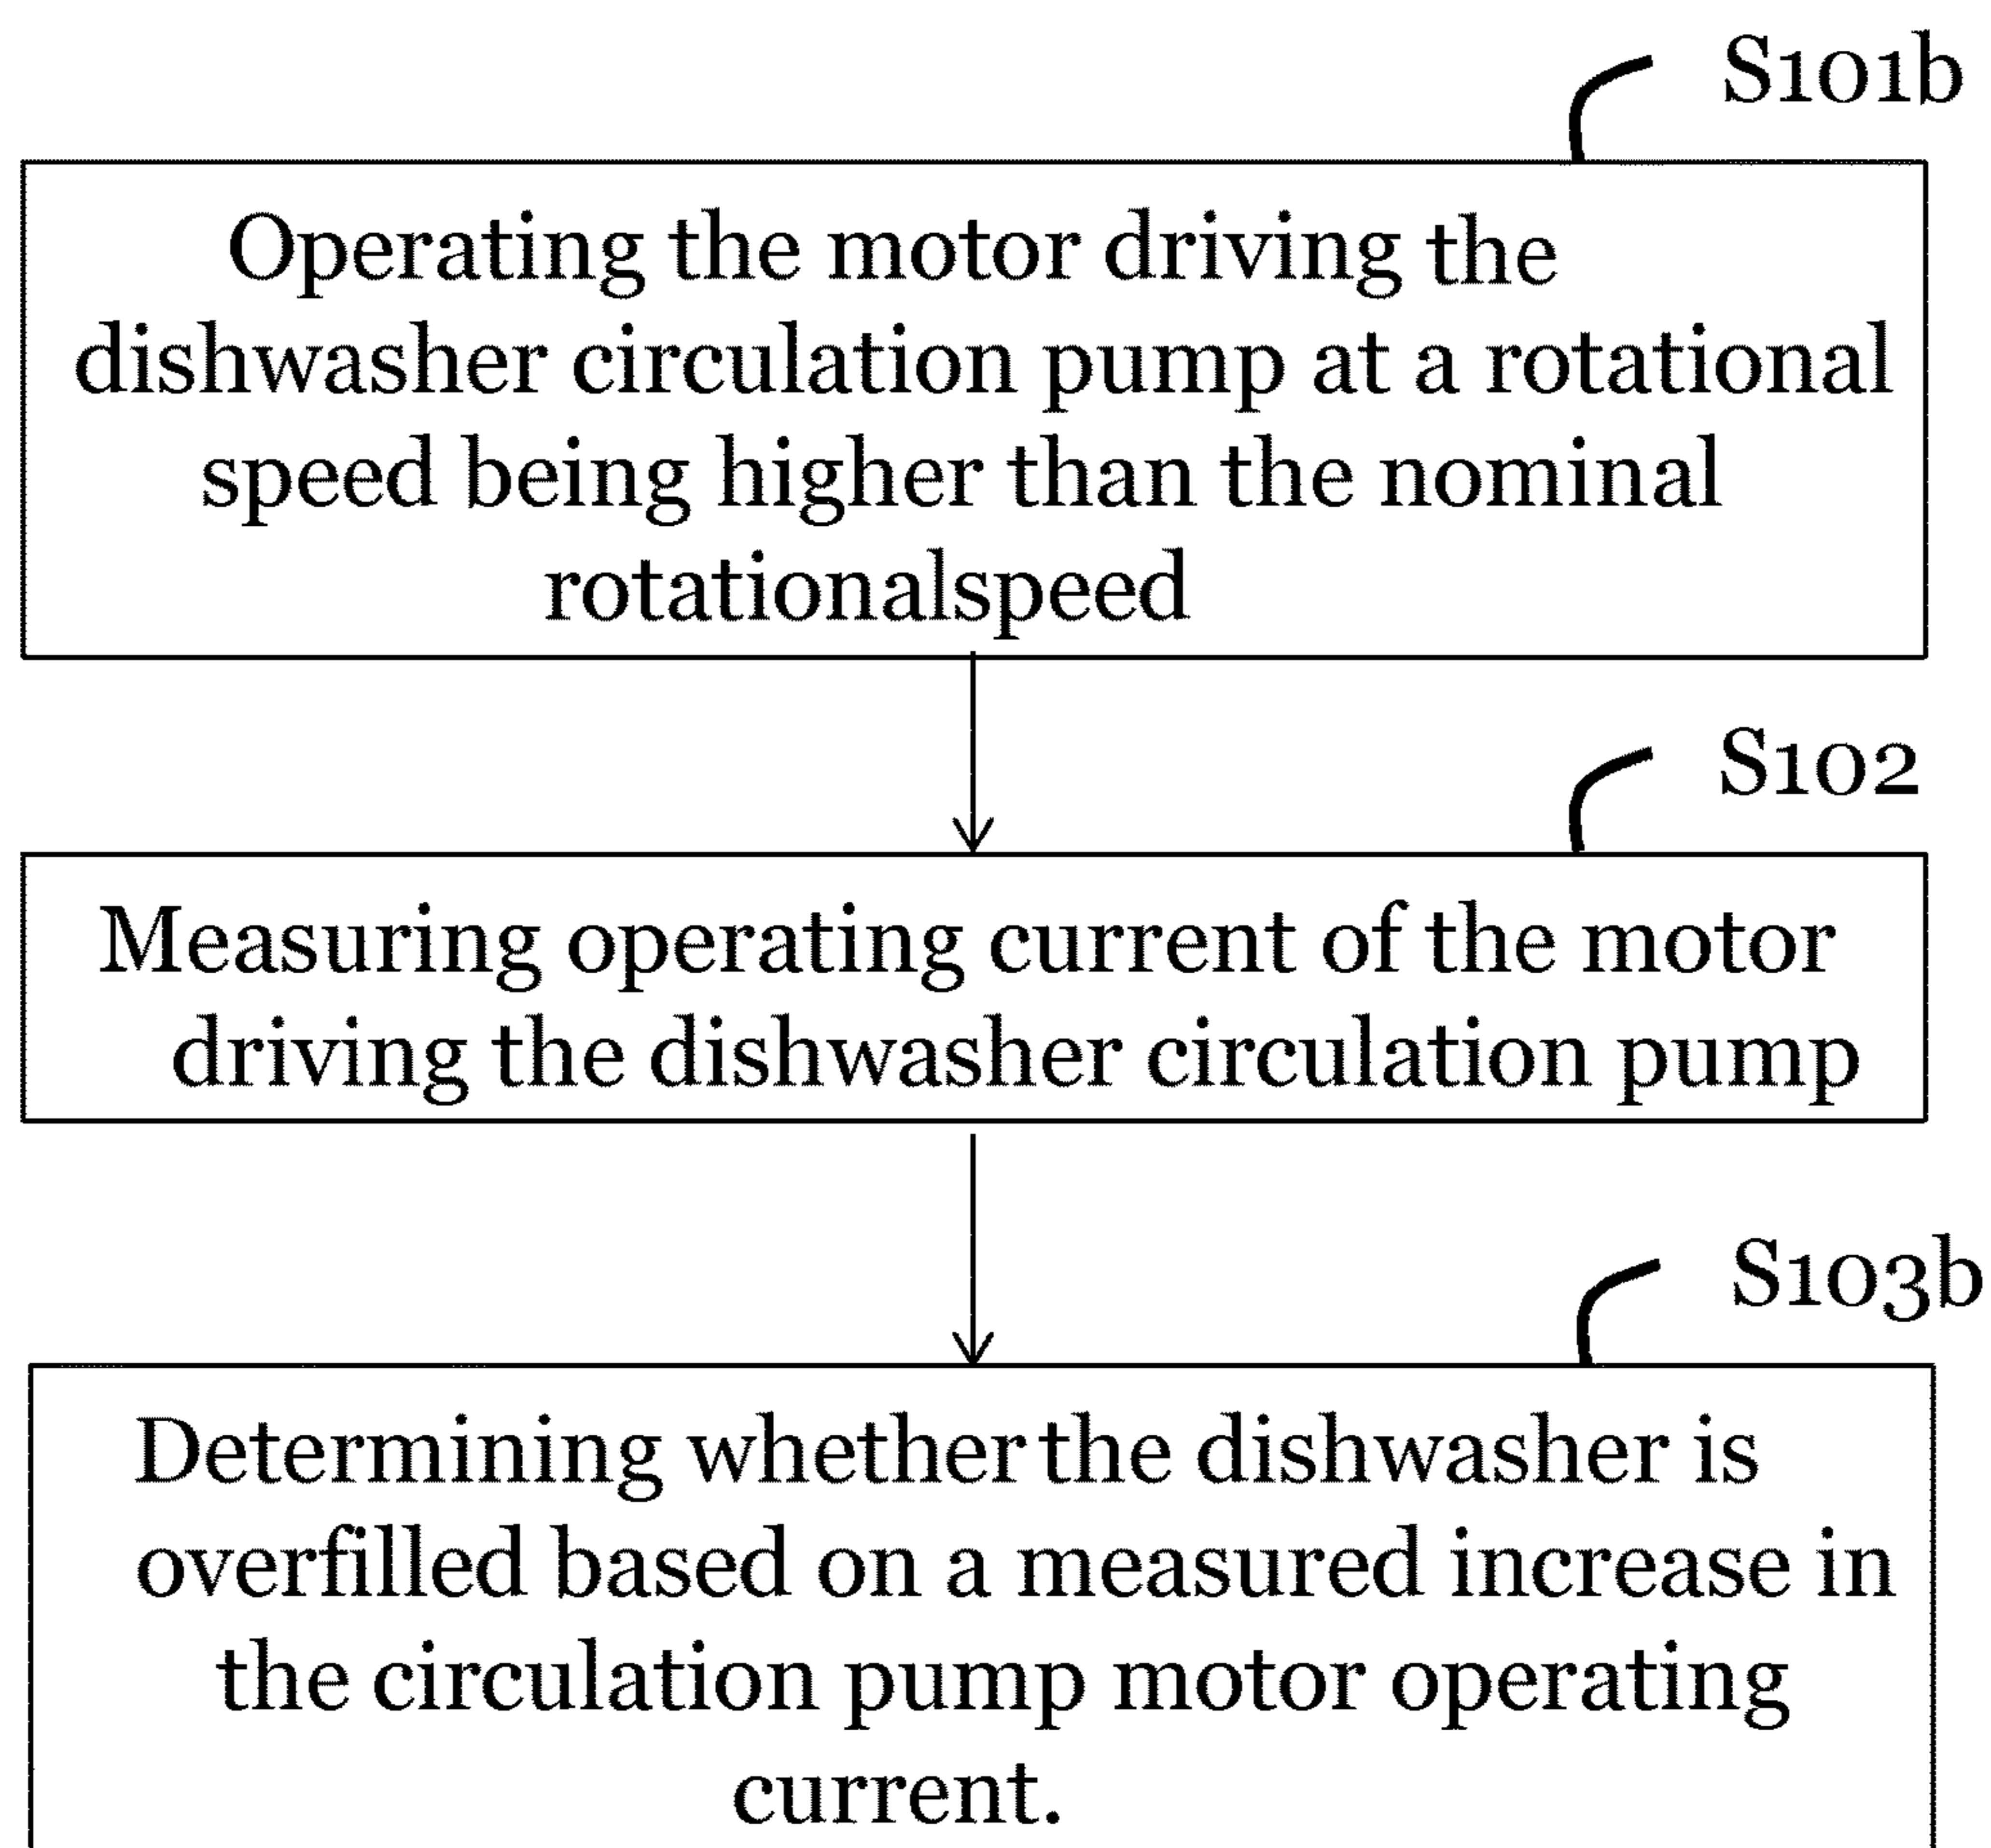 S101b
Operating the motor driving the
dishwasher circulation pump at a rotational
speed being higher than the nominal
rotationalspeed
S102
Measuring operating current of the motor
driving the dishwasher circulation pump
S103b
Determining whether the dishwasher is
overfilled based on a measured increase in
the circulation pump motor operating
current.